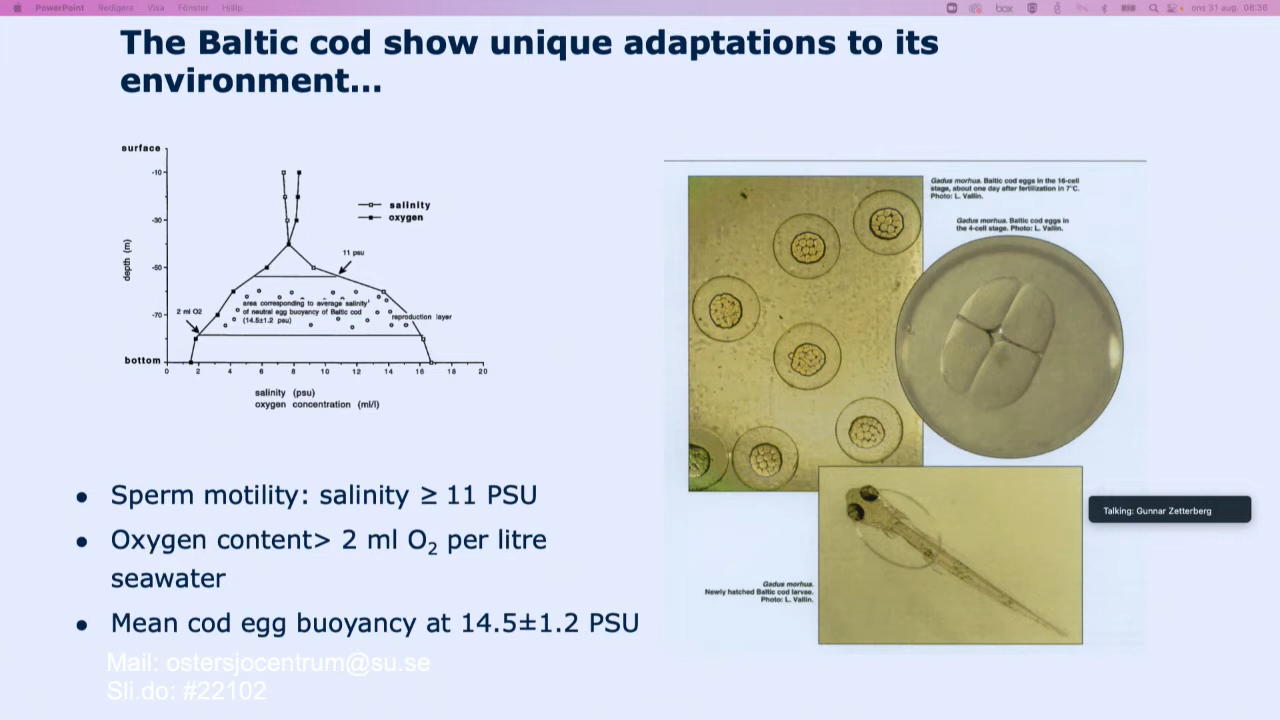 PowerPoint Redigera Visa Fönster Hjälp
box ons 31 aug. 08:36
The Baltic cod show unique adaptations to its
environment...
surface
-10
-30
-50
-70
bottom
depth (m)
salinity
oxygen
11 psu
2 ml O2
area corresponding to average salinity
of neutral egg buoyancy of Baltic cod
(14.5±1.2 psu)
reproduction layer
0 2 4 6 8 10 12 14 16 18 20
salinity (psu)
oxygen concentration (ml/l)
Gadus morhua. Baltic cod eggs in the 16-cell
stage, about one day after fertilization in 7°C.
Photo: L. Vallin.
Gadus morhua. Baltic cod eggs in
the 4-cell stage. Photo: L. Vallin.
Talking: Gunnar Zetterberg
Gadus morhua.
Newly hatched Baltic cod larvae.
Photo: L. Vallin.
• Sperm motility: salinity ≥ 11 PSU
• Oxygen content> 2 ml O₂ per litre
seawater
• Mean cod egg buoyancy at 14.5±1.2 PSU
Mail: ostersjocentrum@su.se
Sli.do: #22102